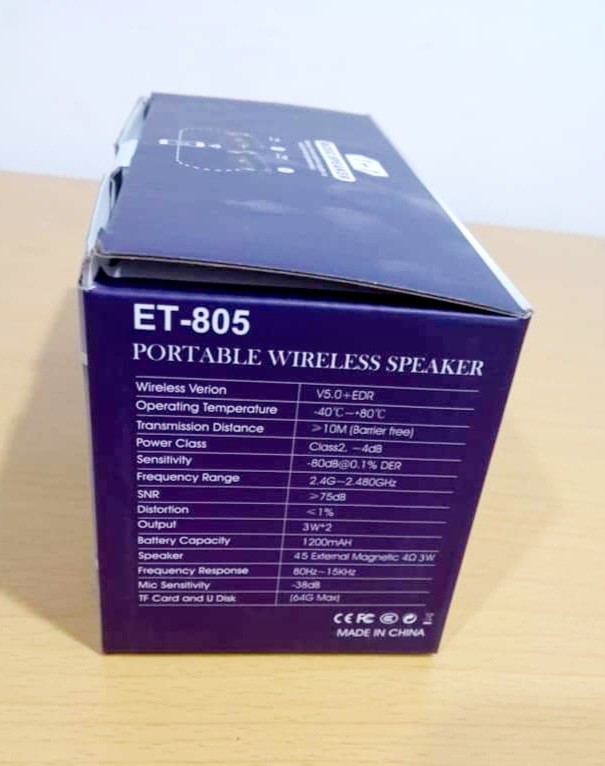 ET-805
PORTABLE WIRELESS SPEAKER
Wireless Verion V5.0+EDR
Operating Temperature -40℃~+80℃
Transmission Distance >10M (Barrier free)
Power Class Class2, ~4dB
Sensitivity -80dB@0.1% DER
Frequency Range 2.4G~2.480GHz
SNR >75dB
Distortion <1%
Output 3W*2
Battery Capacity 1200mAH
Speaker 45 External Magnetic 4Ω 3W
Frequency Response 80Hz~15KHz
Mic Sensitivity -38dB
TF Card and U Disk (64G Max)
CE FC
MADE IN CHINA